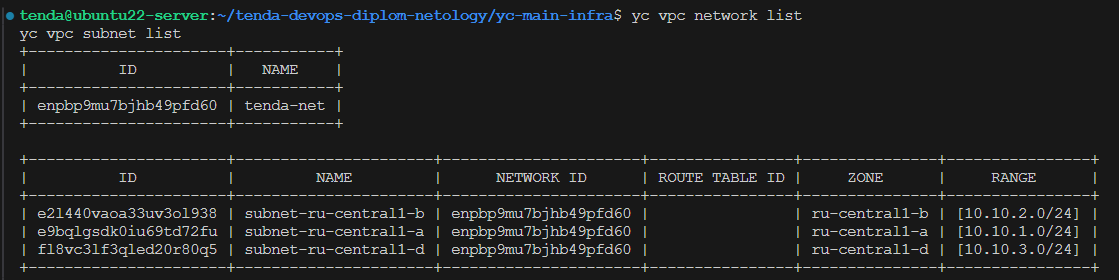 tenda@ubuntu22-server:~/tenda-devops-diplom-netology/yc-main-infra$ yc vpc network list
yc vpc subnet list
+----------------------+-----------+
|          ID          |   NAME    |
+----------------------+-----------+
| enpbp9mu7bjhb49pfd60 | tenda-net |
+----------------------+-----------+
+----------------------+----------------------+----------------------+----------------+---------------+----------------+
|          ID          |         NAME         |      NETWORK ID      | ROUTE TABLE ID |     ZONE      |     RANGE      |
+----------------------+----------------------+----------------------+----------------+---------------+----------------+
| e2l440vaoa33uv3ol938 | subnet-ru-central1-b | enpbp9mu7bjhb49pfd60 |                | ru-central1-b | [10.10.2.0/24] |
| e9bqlgsdk0iu69td72fu | subnet-ru-central1-a | enpbp9mu7bjhb49pfd60 |                | ru-central1-a | [10.10.1.0/24] |
| fl8vc3lf3qled20r80q5 | subnet-ru-central1-d | enpbp9mu7bjhb49pfd60 |                | ru-central1-d | [10.10.3.0/24] |
+----------------------+----------------------+----------------------+----------------+---------------+----------------+